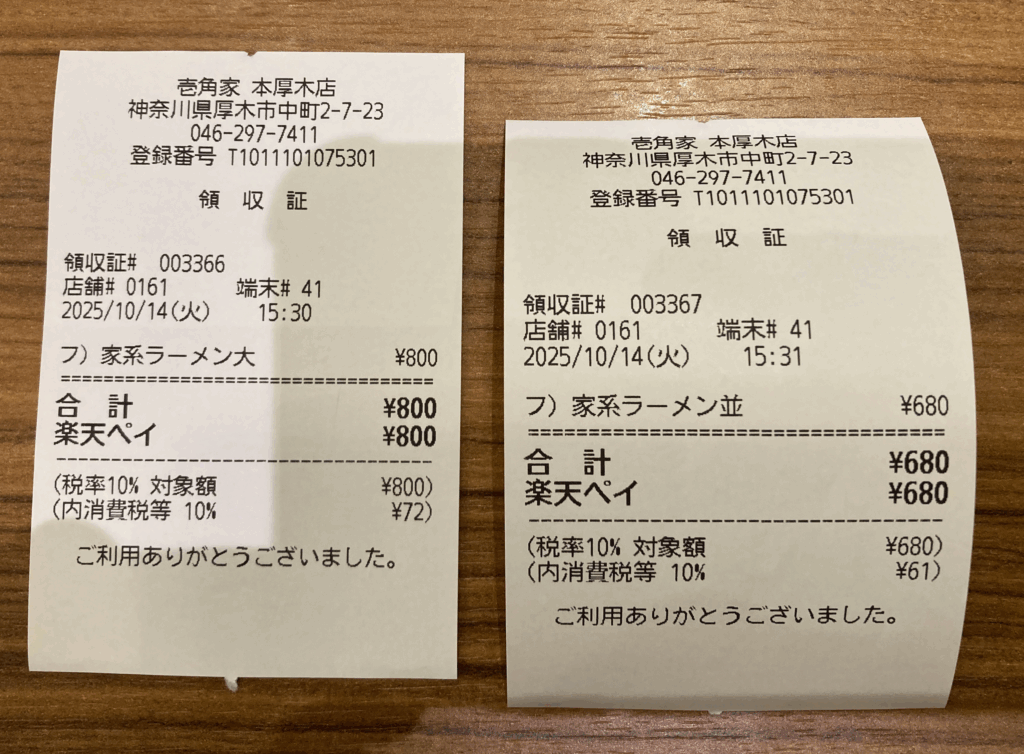 壱角家 本厚木店
神奈川県厚木市中町2-7-23
046-297-7411
登録番号 T1011101075301
領 収 証
領収証# 003366
店舗# 0161 端末# 41
2025/10/14(火) 15:30
フ) 家系ラーメン大 ¥800
合 計 ¥800
楽天ペイ ¥800
(税率10% 対象額 ¥800)
(内消費税等 10% ¥72)
ご利用ありがとうございました。
壱角家 本厚木店
神奈川県厚木市中町2-7-23
046-297-7411
登録番号 T1011101075301
領 収 証
領収証# 003367
店舗# 0161 端末# 41
2025/10/14(火) 15:31
フ) 家系ラーメン並 ¥680
合 計 ¥680
楽天ペイ ¥680
(税率10% 対象額 ¥680)
(内消費税等 10% ¥61)
ご利用ありがとうございました。